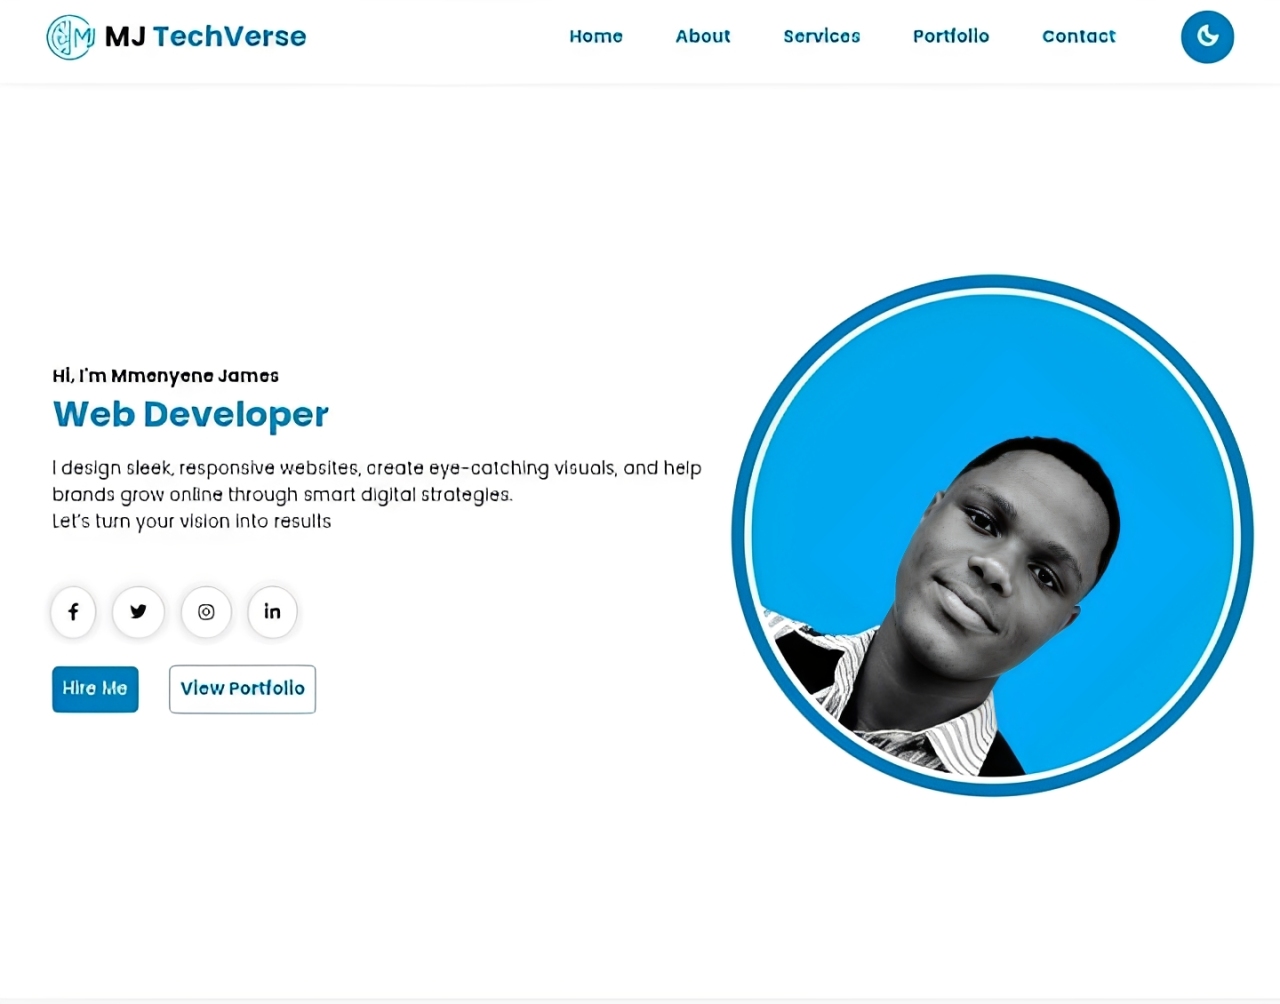 MJ TechVerse
Home About Services Portfolio Contact
Hi, I'm Mmenyene James
Web Developer
I design sleek, responsive websites, create eye-catching visuals, and help
brands grow online through smart digital strategies.
Let's turn your vision into results
Hire Me View Portfolio